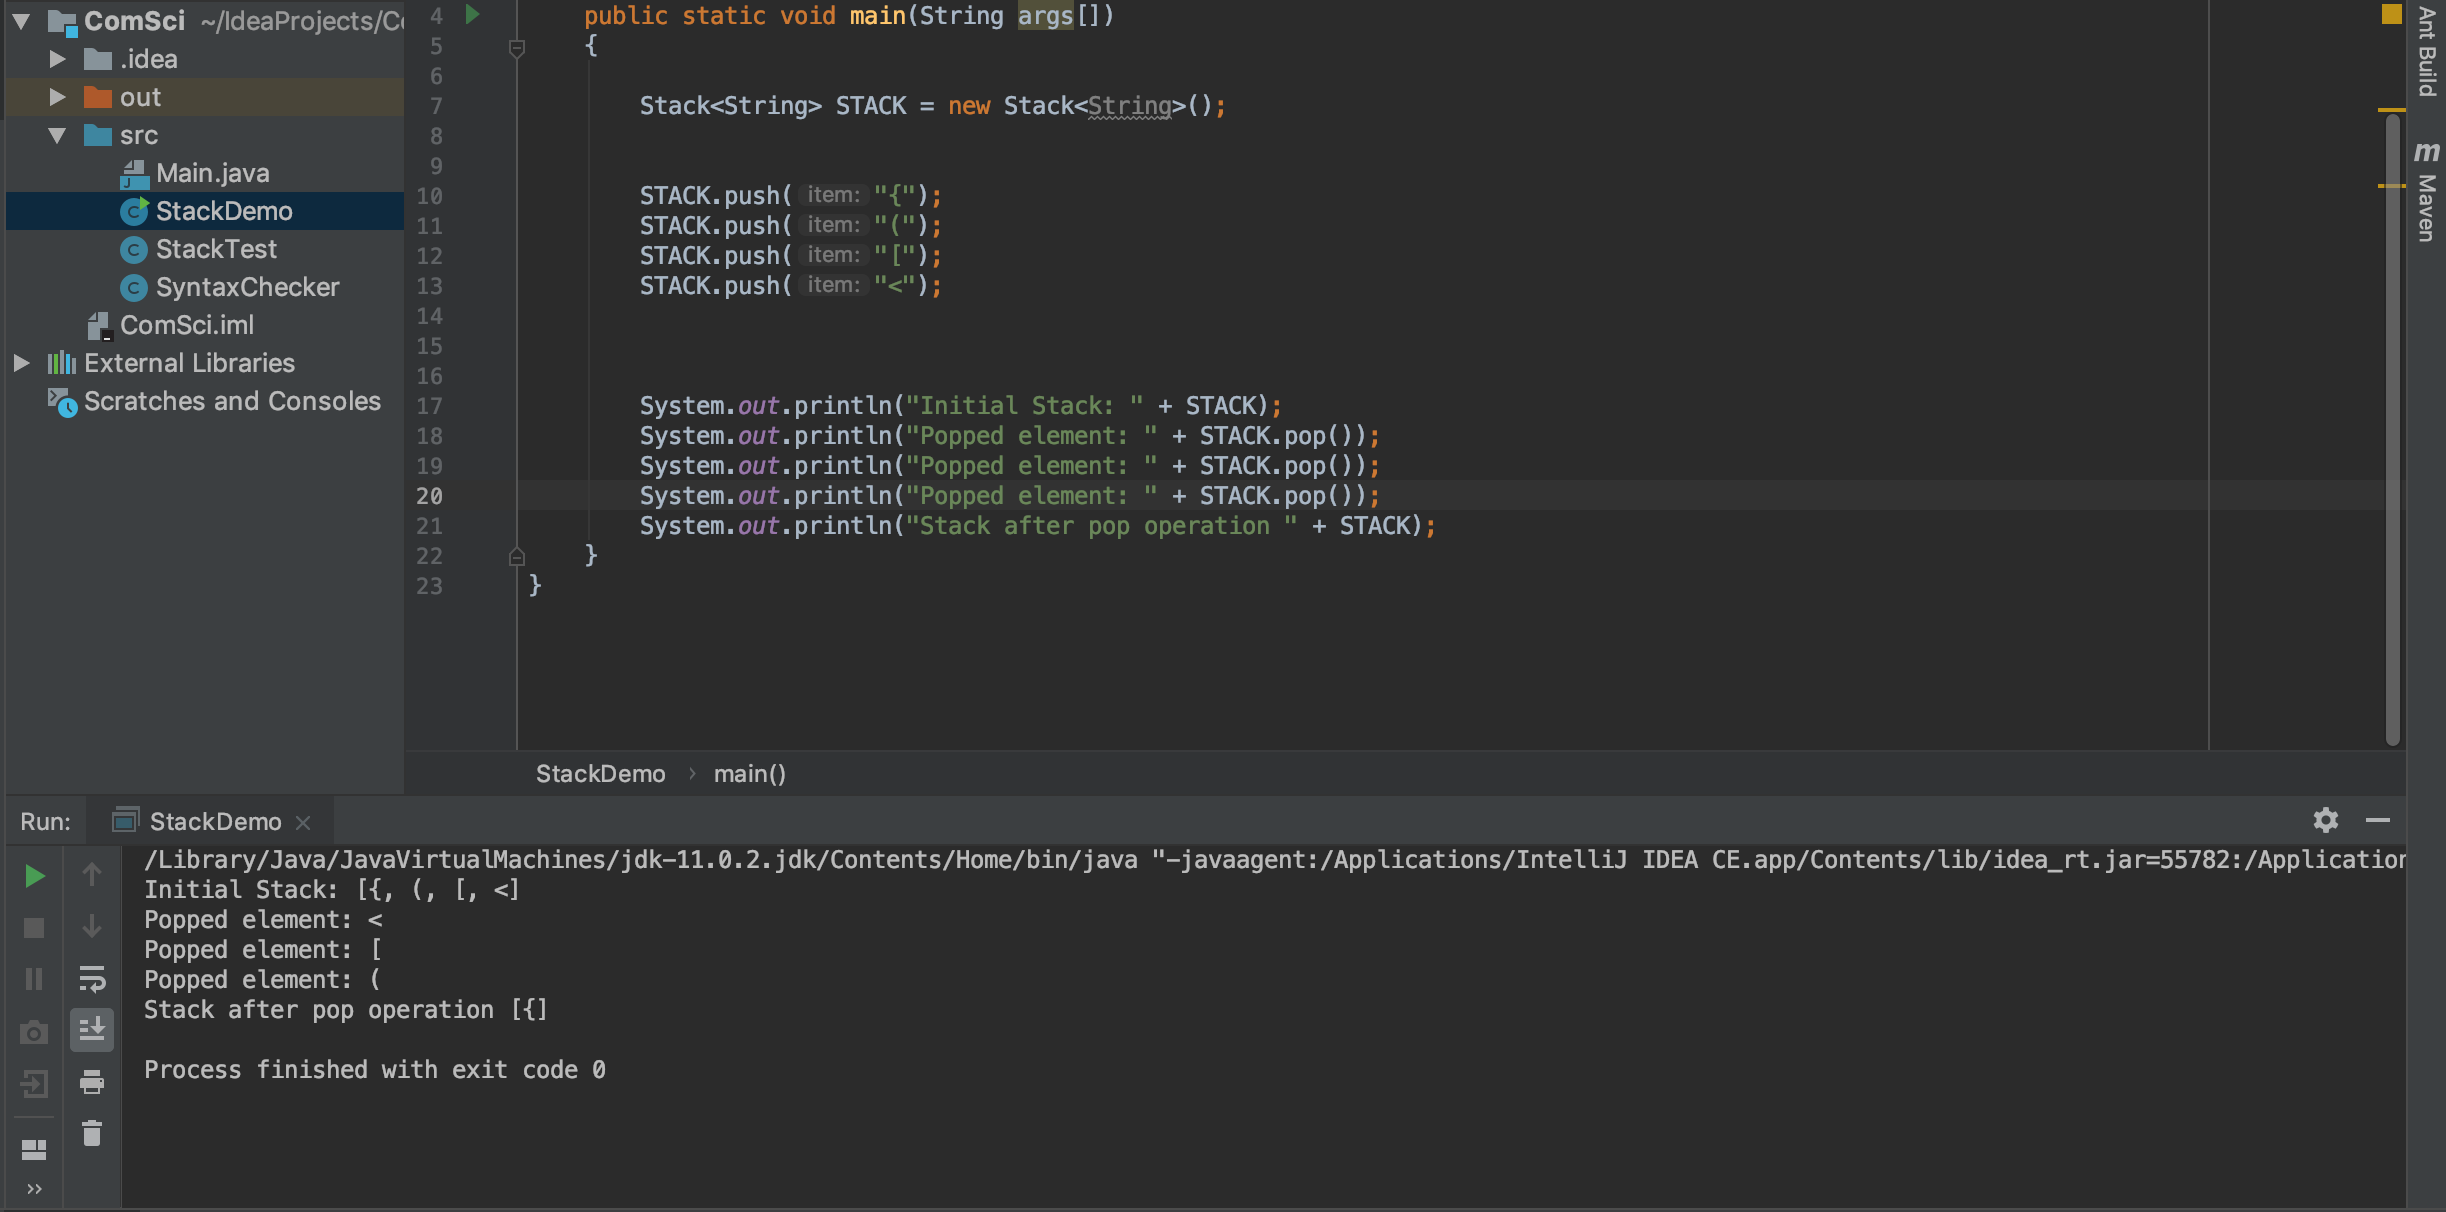 ComSci ~/IdeaProjects/Co
.idea
out
src
Main.java
StackDemo
StackTest
SyntaxChecker
ComSci.iml
External Libraries
Scratches and Consoles
4 public static void main(String args[])
5 {
6
7 Stack<String> STACK = new Stack<String>();
8
9
10 STACK.push( item: "{");
11 STACK.push( item: "(");
12 STACK.push( item: "[");
13 STACK.push( item: "<");
14
15
16
17 System.out.println("Initial Stack: " + STACK);
18 System.out.println("Popped element: " + STACK.pop());
19 System.out.println("Popped element: " + STACK.pop());
20 System.out.println("Popped element: " + STACK.pop());
21 System.out.println("Stack after pop operation " + STACK);
22 }
23 }
StackDemo › main()
Ant Build
m Maven
Run: StackDemo
/Library/Java/JavaVirtualMachines/jdk-11.0.2.jdk/Contents/Home/bin/java "-javaagent:/Applications/IntelliJ IDEA CE.app/Contents/lib/idea_rt.jar=55782:/Application
Initial Stack: [{, (, [, <]
Popped element: <
Popped element: [
Popped element: (
Stack after pop operation [{]
Process finished with exit code 0